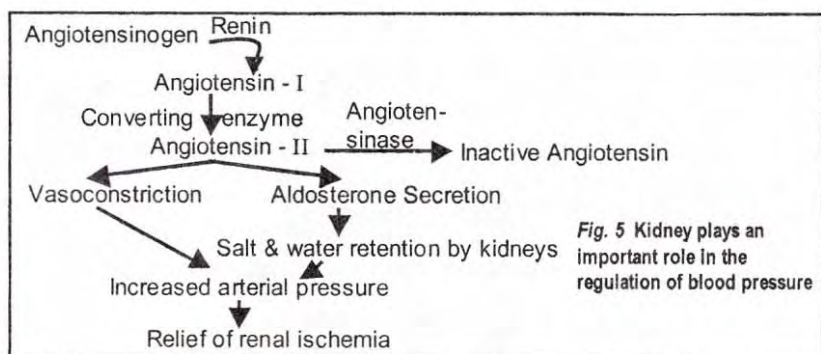 Angiotensinogen Renin
Angiotensin - I
Converting enzyme
Angioten-
sinase
Angiotensin - II
Inactive Angiotensin
Vasoconstriction
Aldosterone Secretion
Salt & water retention by kidneys
Increased arterial pressure
Relief of renal ischemia
Fig. 5 Kidney plays an
important role in the
regulation of blood pressure